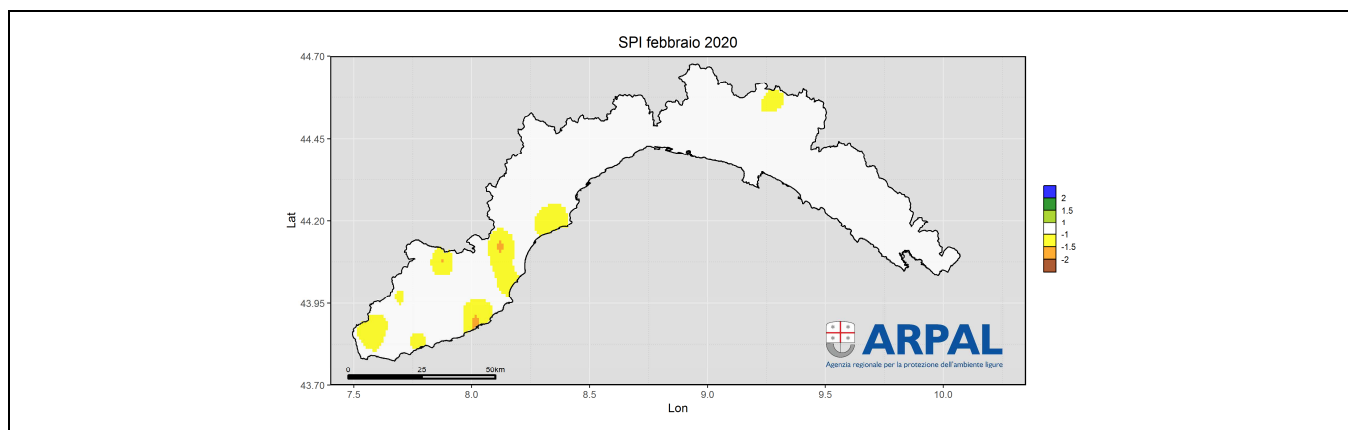 SPI febbraio 2020
44.70
44.45
44.20
43.95
43.70
Lat
2
1.5
1
-1
-1.5
-2
ARPAL
Agenzia regionale per la protezione dell'ambiente ligure
0 25 50km
7.5 8.0 8.5 9.0 9.5 10.0
Lon